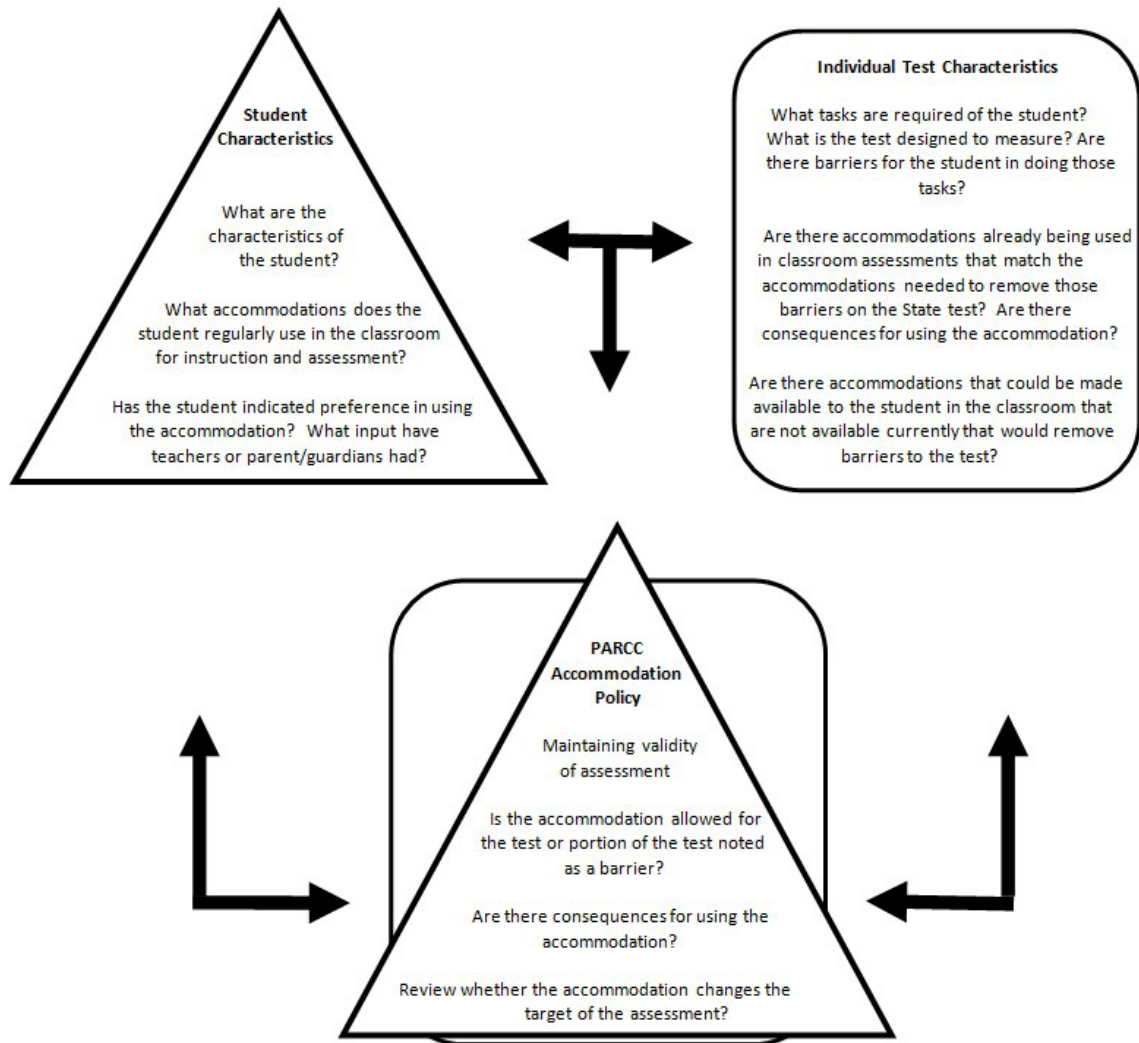 Student
Characteristics
What are the
characteristics of
the student?
What accommodations does the
student regularly use in the classroom
for instruction and assessment?
Has the student indicated preference in using
the accommodation? What input have
teachers or parent/guardians had?
Individual Test Characteristics
What tasks are required of the student?
What is the test designed to measure? Are
there barriers for the student in doing those
tasks?
Are there accommodations already being used
in classroom assessments that match the
accommodations needed to remove those
barriers on the State test? Are there
consequences for using the accommodation?
Are there accommodations that could be made
available to the student in the classroom that
are not available currently that would remove
barriers to the test?
PARCC
Accommodation
Policy
Maintaining validity
of assessment
Is the accommodation allowed for
the test or portion of the test noted
as a barrier?
Are there consequences for using the
accommodation?
Review whether the accommodation changes the
target of the assessment?